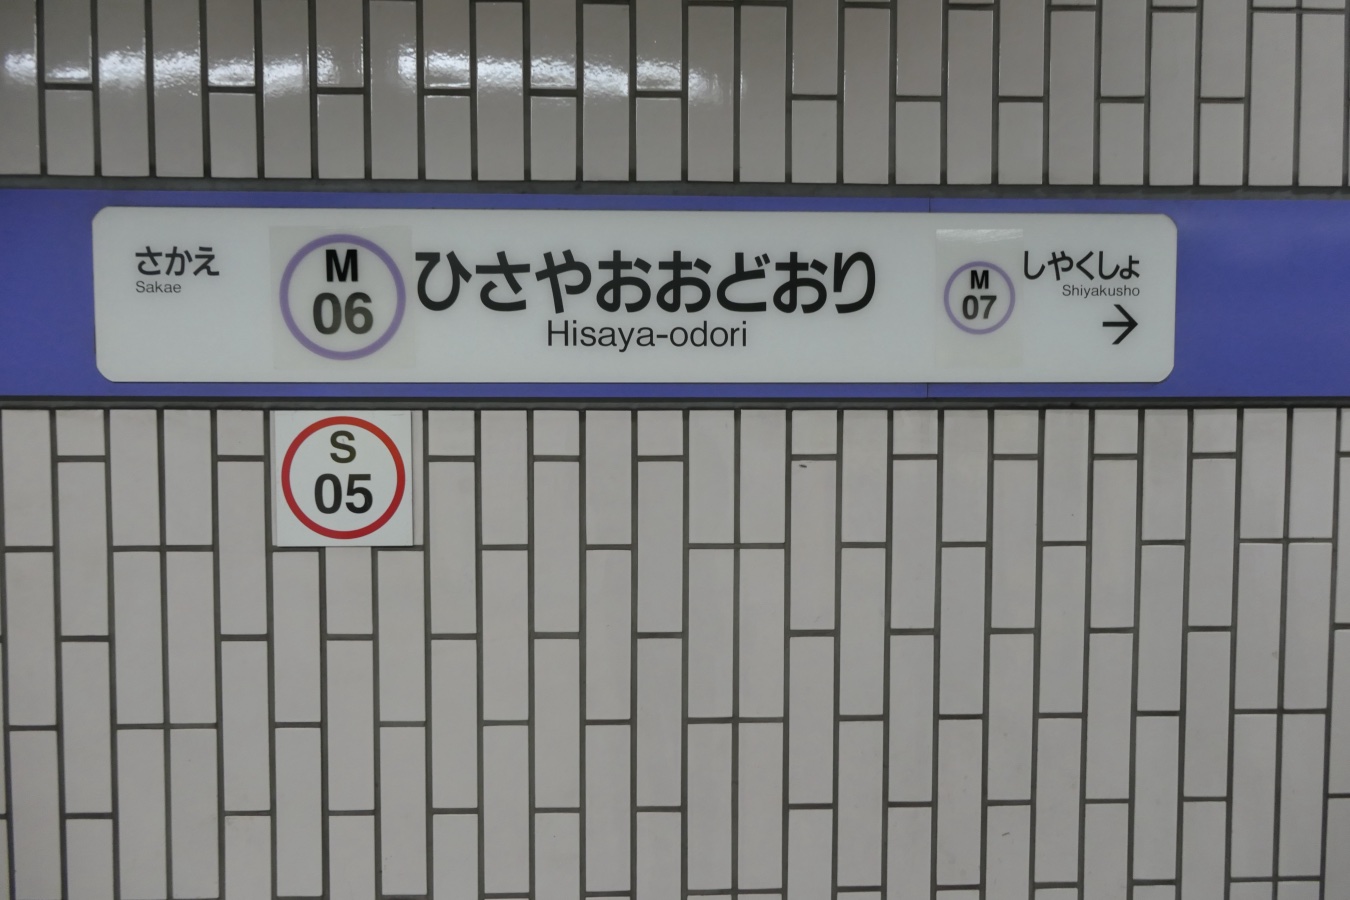 さかえ
Sakae
M
06
ひさやおおどおり
Hisaya-odori
M
07
しやくしょ
Shiyakusho
→
S
05